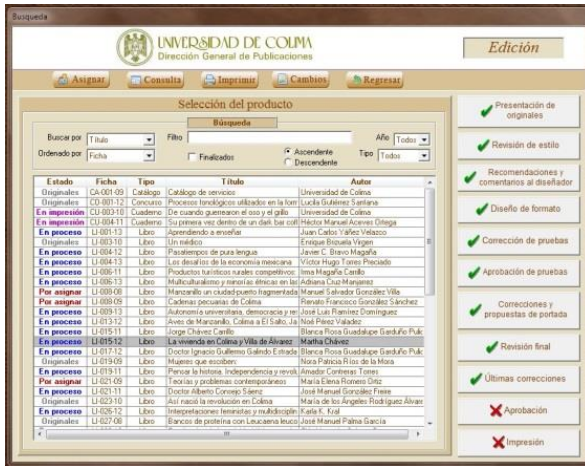 Busqueda
UNIVERSIDAD DE COLIMA
Dirección General de Publicaciones
Edición
Asignar Consulta Imprimir Cambios Regresar
Selección del producto
Búsqueda
Buscar por Título Filtro Año Todos
Ordenado por Ficha Finalizados Ascendente Tipo Todos
Descendente
Estado Ficha Tipo Título Autor
Originales CA-001-09 Catálogo Catálogo de servicios Universidad de Colima
Originales CO-001-12 Concurso Procesos fonológicos utilizados en la form Lucila Gutiérrez Santana
En impresión CU-003-10 Cuaderno De cuando guerrearon el oso y el grillo Universidad de Colima
En impresión CU-004-11 Cuaderno Su primera vez dentro de un dark bar coff Héctor Manuel Aceves Ortega
En proceso LI-001-13 Libro Aprendiendo a enseñar Juan Carlos Yáñez Velazco
Originales LI-003-10 Libro Un médico Enrique Brizuela Virgen
En proceso LI-004-12 Libro Pasatiempos de pura lengua Javier C. Bravo Magaña
En proceso LI-004-13 Libro Los desafíos de la economía mexicana Víctor Hugo Torres Preciado
En proceso LI-006-11 Libro Productos turísticos rurales competitivos: Irma Magaña Carrillo
En proceso LI-006-13 Libro Multiculturalismo y minorías étnicas en las Adriana Cruz-Manjarrez
Por asignar LI-008-08 Libro Manzanillo un ciudad-puerto fragmentada Manuel Salvador González Villa
Por asignar LI-008-09 Libro Cadenas pecuarias de Colima Renato Francisco González Sánchez
En proceso LI-009-13 Libro Autonomía universitaria, democracia y re José Luis Ramírez Domínguez
En proceso LI-013-12 Libro Aves de Manzanillo, Colima a El Salto, Ja Noé Pérez Valadez
En proceso LI-015-11 Libro Jorge Chávez Carrillo Blanca Rosa Guadalupe Garduño Pulic
En proceso LI-015-12 Libro La vivienda en Colima y Villa de Álvarez Martha Chávez
En proceso LI-017-12 Libro Doctor Ignacio Guillermo Galindo Estrada Blanca Rosa Guadalupe Garduño Pulic
Originales LI-019-09 Libro Mujeres que escriben: Nora Patricia Ríos de la Mora
En proceso LI-019-11 Libro Pensar la historia. Independencia y revolu Amador Contreras Torres
Por asignar LI-021-09 Libro Teorías y problemas contemporáneos María Elena Romero Ortiz
En proceso LI-021-11 Libro Doctor Alberto Concejo Sáenz José Manuel González Freire
Originales LI-023-10 Libro Así nació la revolución en Colima María de los Ángeles Rodríguez Álvare
En proceso LI-026-12 Libro Interpretaciones feministas y multidisciplin Karla K. Kral
Originales LI-027-08 Libro Bancos de proteína con Leucaena leuco José Manuel Palma García
Presentación de
originales
Revisión de estilo
Recomendaciones y
comentarios al diseñador
Diseño de formato
Corrección de pruebas
Aprobación de pruebas
Correcciones y
propuestas de portada
Revisión final
Últimas correcciones
Aprobación
Impresión